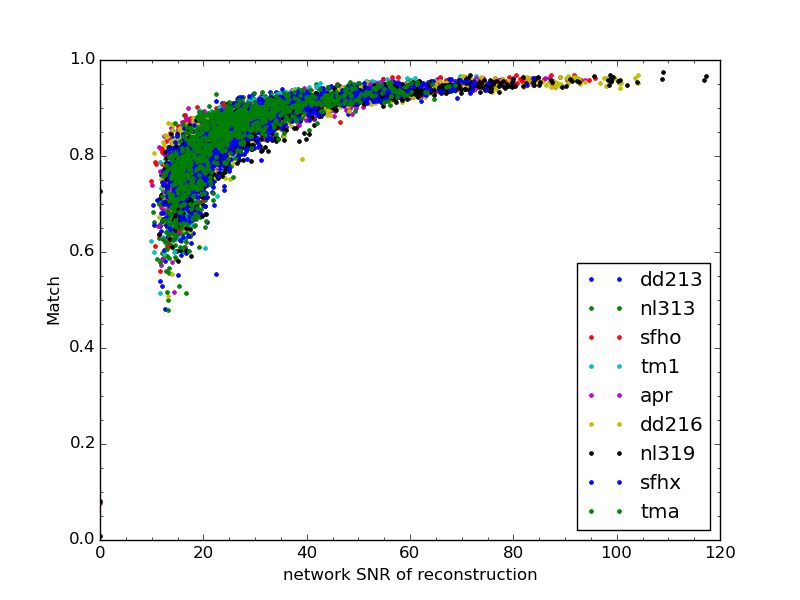 1.0
0.8
0.6
0.4
0.2
0.0
Match
0 20 40 60 80 100 120
network SNR of reconstruction
dd213
nl313
sfho
tm1
apr
dd216
nl319
sfhx
tma